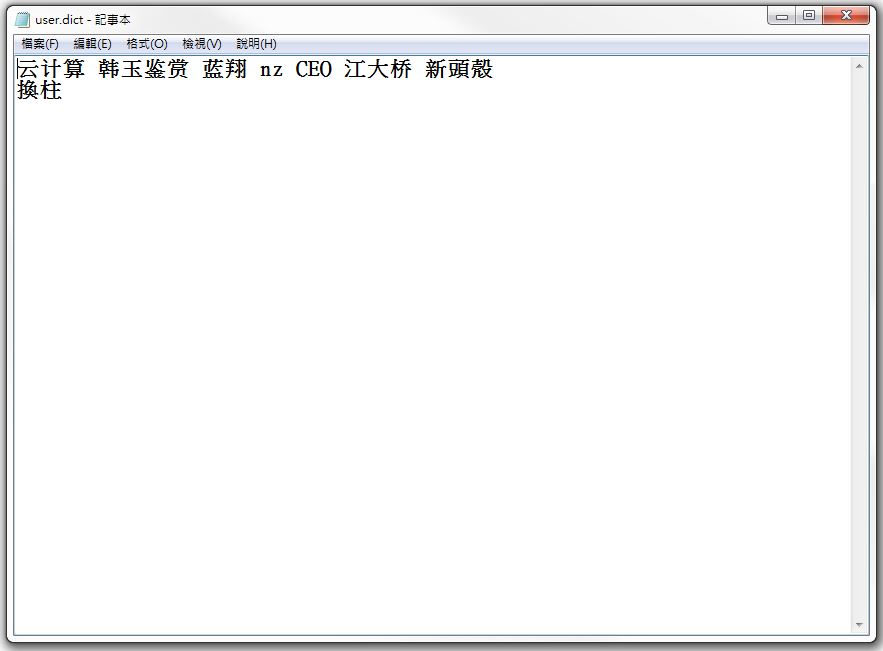 user.dict - 記事本
檔案(F) 編輯(E) 格式(O) 檢視(V) 說明(H)
云计算 韩玉鉴赏 蓝翔 nz CEO 江大桥 新頭殼
換柱